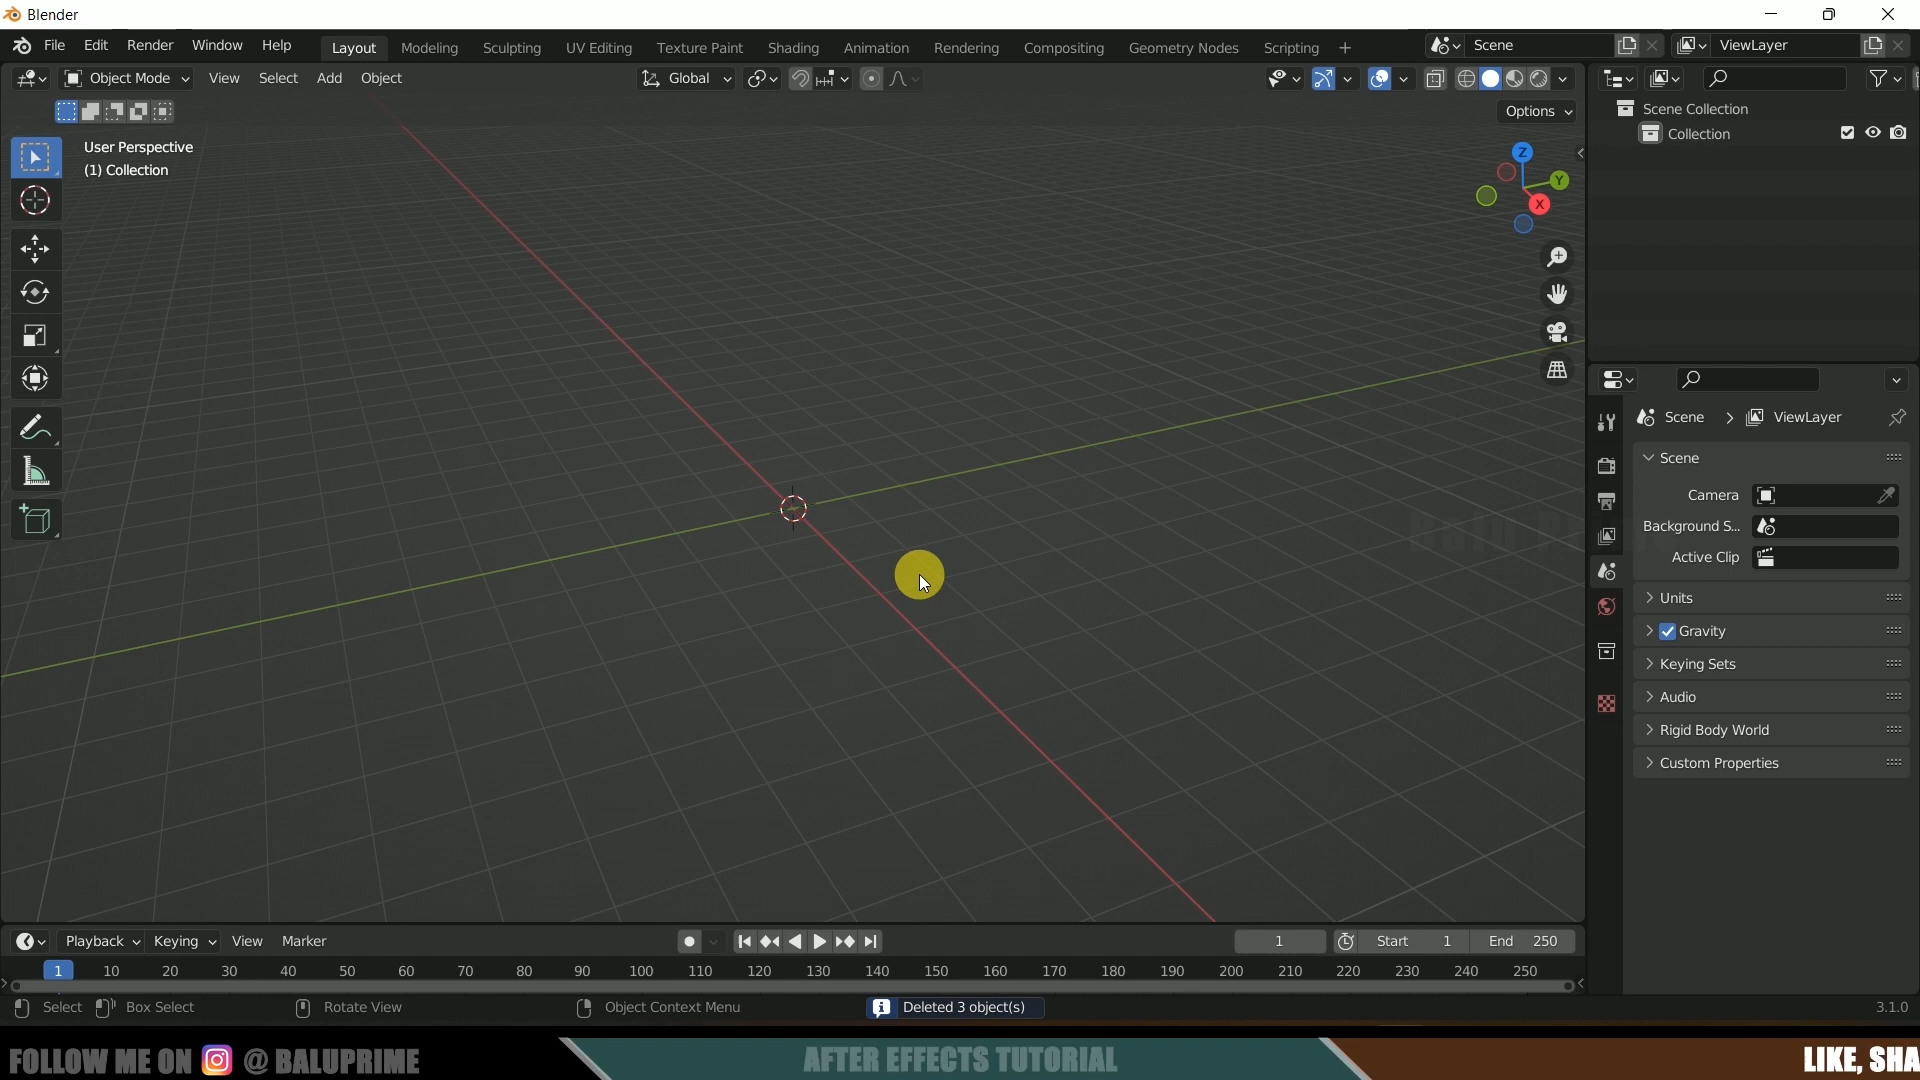 Blender
File Edit Render Window Help Layout Modeling Sculpting UV Editing Texture Paint Shading Animation Rendering Compositing Geometry Nodes Scripting + Scene ViewLayer
Object Mode View Select Add Object Global
Options
User Perspective
(1) Collection
Z
Y
X
Scene Collection
Collection
Scene > ViewLayer
Scene
Camera
Background S...
Active Clip
Units
Gravity
Keying Sets
Audio
Rigid Body World
Custom Properties
Playback Keying View Marker 1 Start 1 End 250
1 10 20 30 40 50 60 70 80 90 100 110 120 130 140 150 160 170 180 190 200 210 220 230 240 250
Select Box Select Rotate View Object Context Menu Deleted 3 object(s) 3.1.0
FOLLOW ME ON @ BALUPRIME AFTER EFFECTS TUTORIAL LIKE, SHA